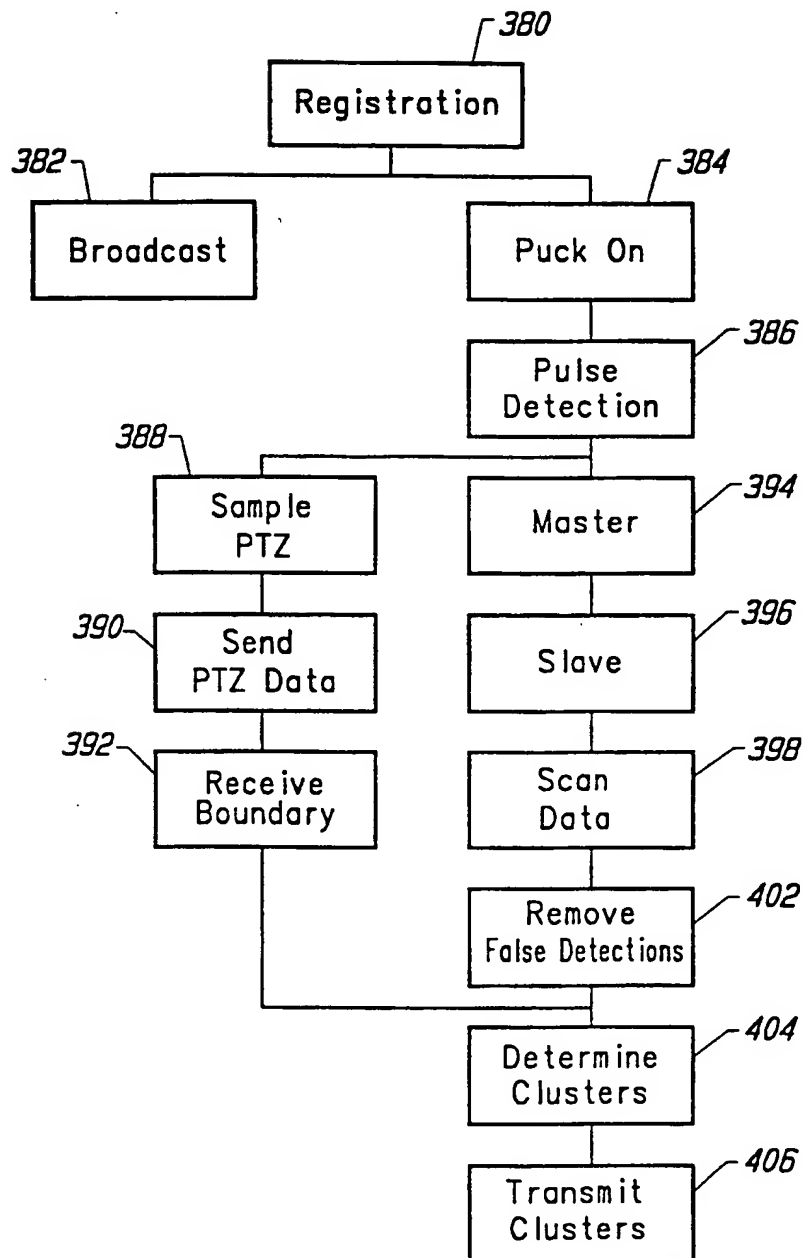 380
Registration
382
384
Broadcast
Puck On
386
Pulse
Detection
388
394
Sample
PTZ
Master
390
396
Send
PTZ Data
Slave
392
398
Receive
Boundary
Scan
Data
402
Remove
False Detections
404
Determine
Clusters
406
Transmit
Clusters